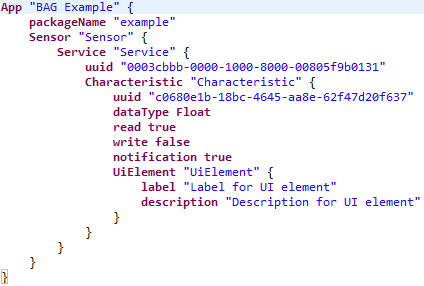 App "BAG Example" {
    packageName "example"
    Sensor "Sensor" {
        Service "Service" {
            uuid "0003cbbb-0000-1000-8000-00805f9b0131"
            Characteristic "Characteristic" {
                uuid "c0680e1b-18bc-4645-aa8e-62f47d20f637"
                dataType Float
                read true
                write false
                notification true
                UiElement "UiElement" {
                    label "Label for UI element"
                    description "Description for UI element"
                }
            }
        }
    }
}